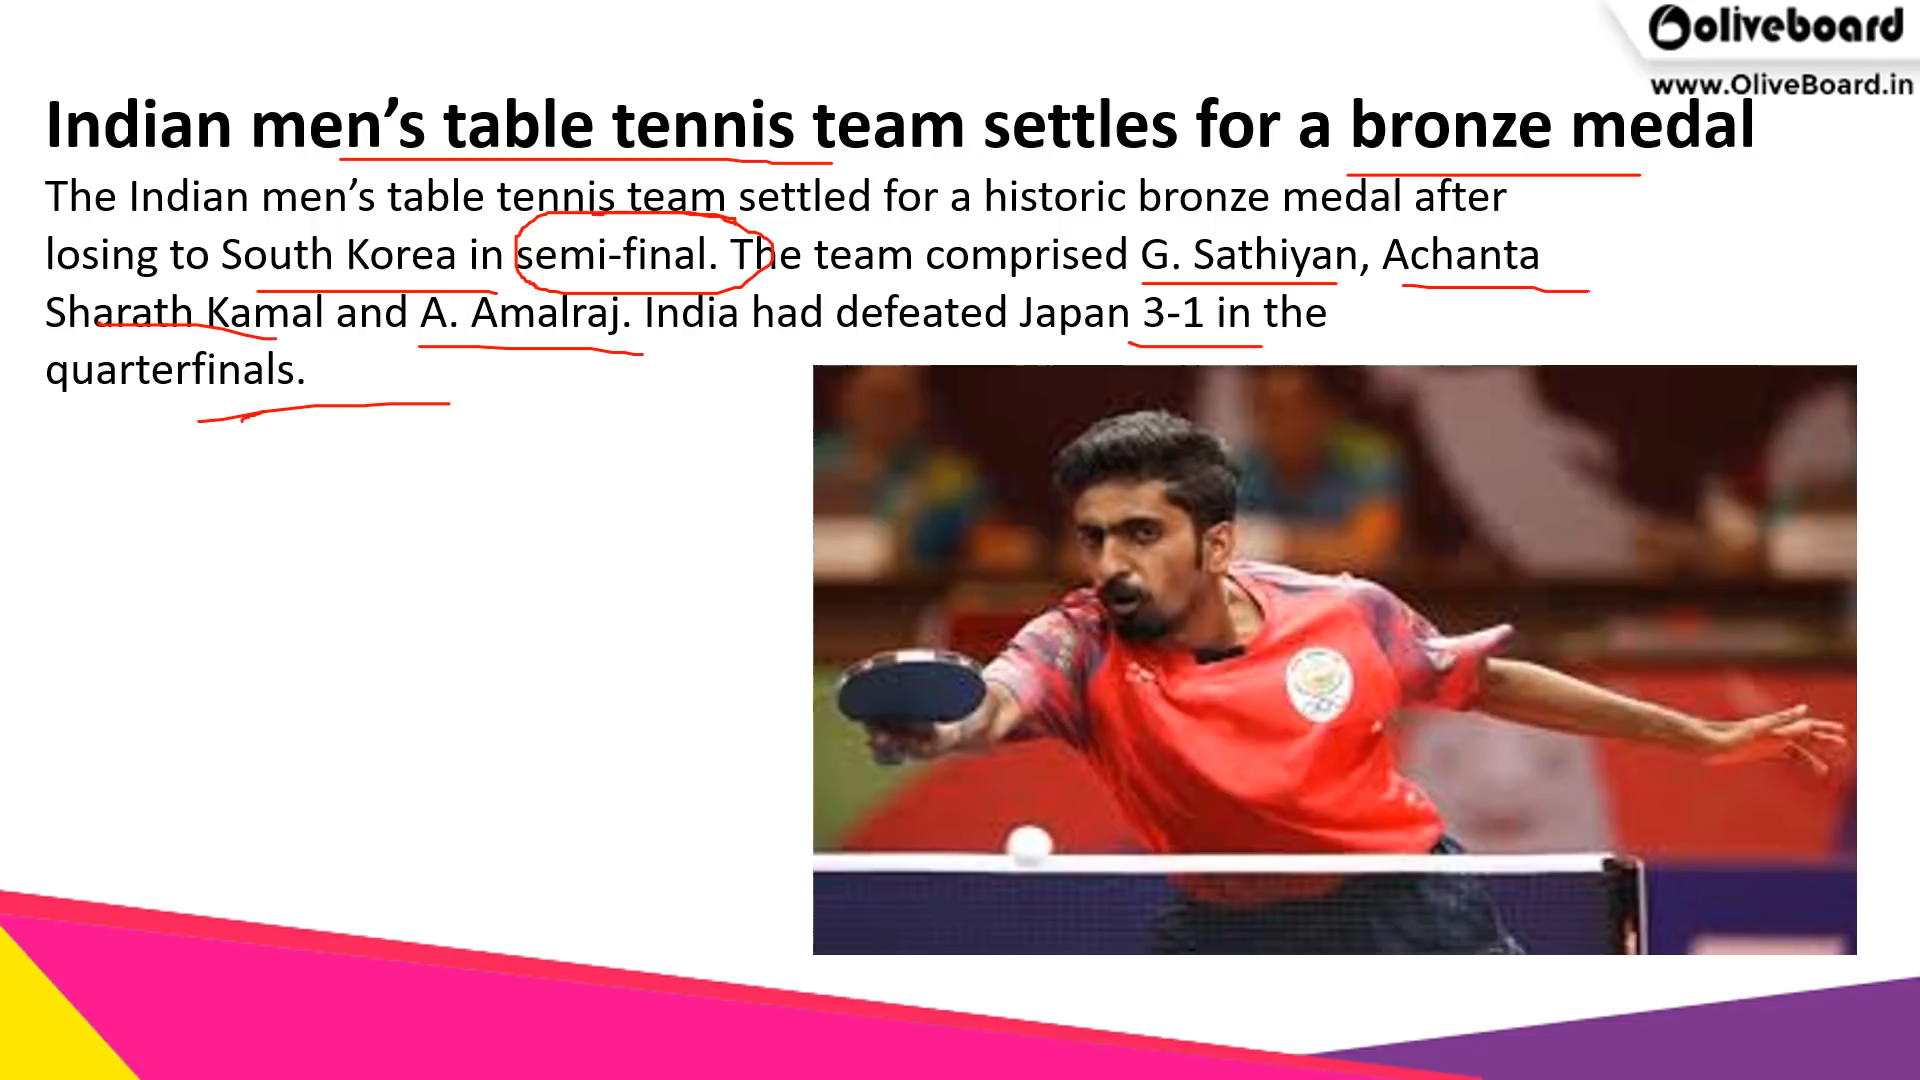 oliveboard
www.OliveBoard.in
Indian men’s table tennis team settles for a bronze medal
The Indian men’s table tennis team settled for a historic bronze medal after
losing to South Korea in semi-final. The team comprised G. Sathiyan, Achanta
Sharath Kamal and A. Amalraj. India had defeated Japan 3-1 in the
quarterfinals.